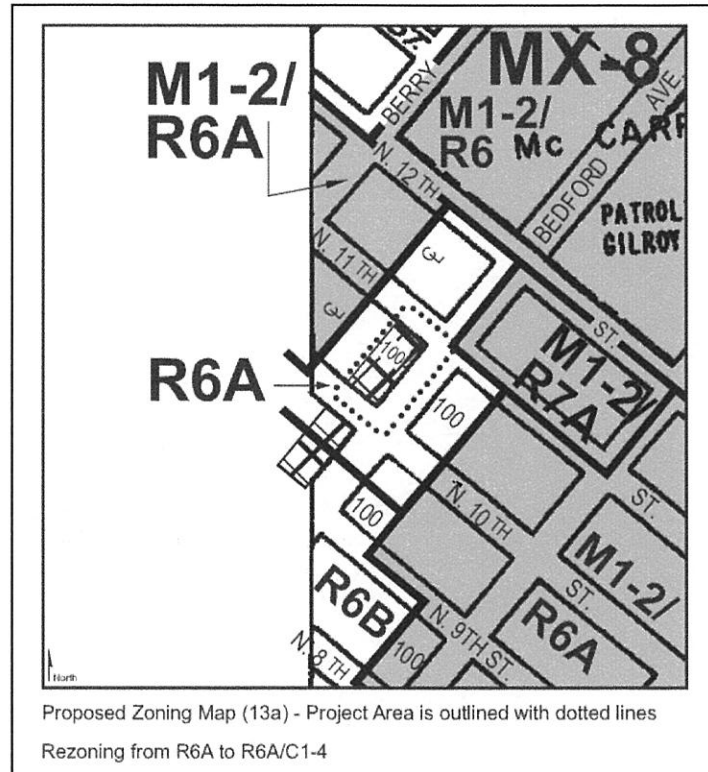 MX-8
M1-2/
R6A
BERRY
M1-2/
R6 Mc
AVE.
BEDFORD
N. 12 TH
PATROL
GILROY
N. 11 TH
ST.
100
M1-2/
R7A
R6A
100
N. 10 TH
ST.
100
M1-2/
ST.
R6B
R6A
N. 9TH ST.
N. 8 TH
100
North
Proposed Zoning Map (13a) - Project Area is outlined with dotted lines
Rezoning from R6A to R6A/C1-4